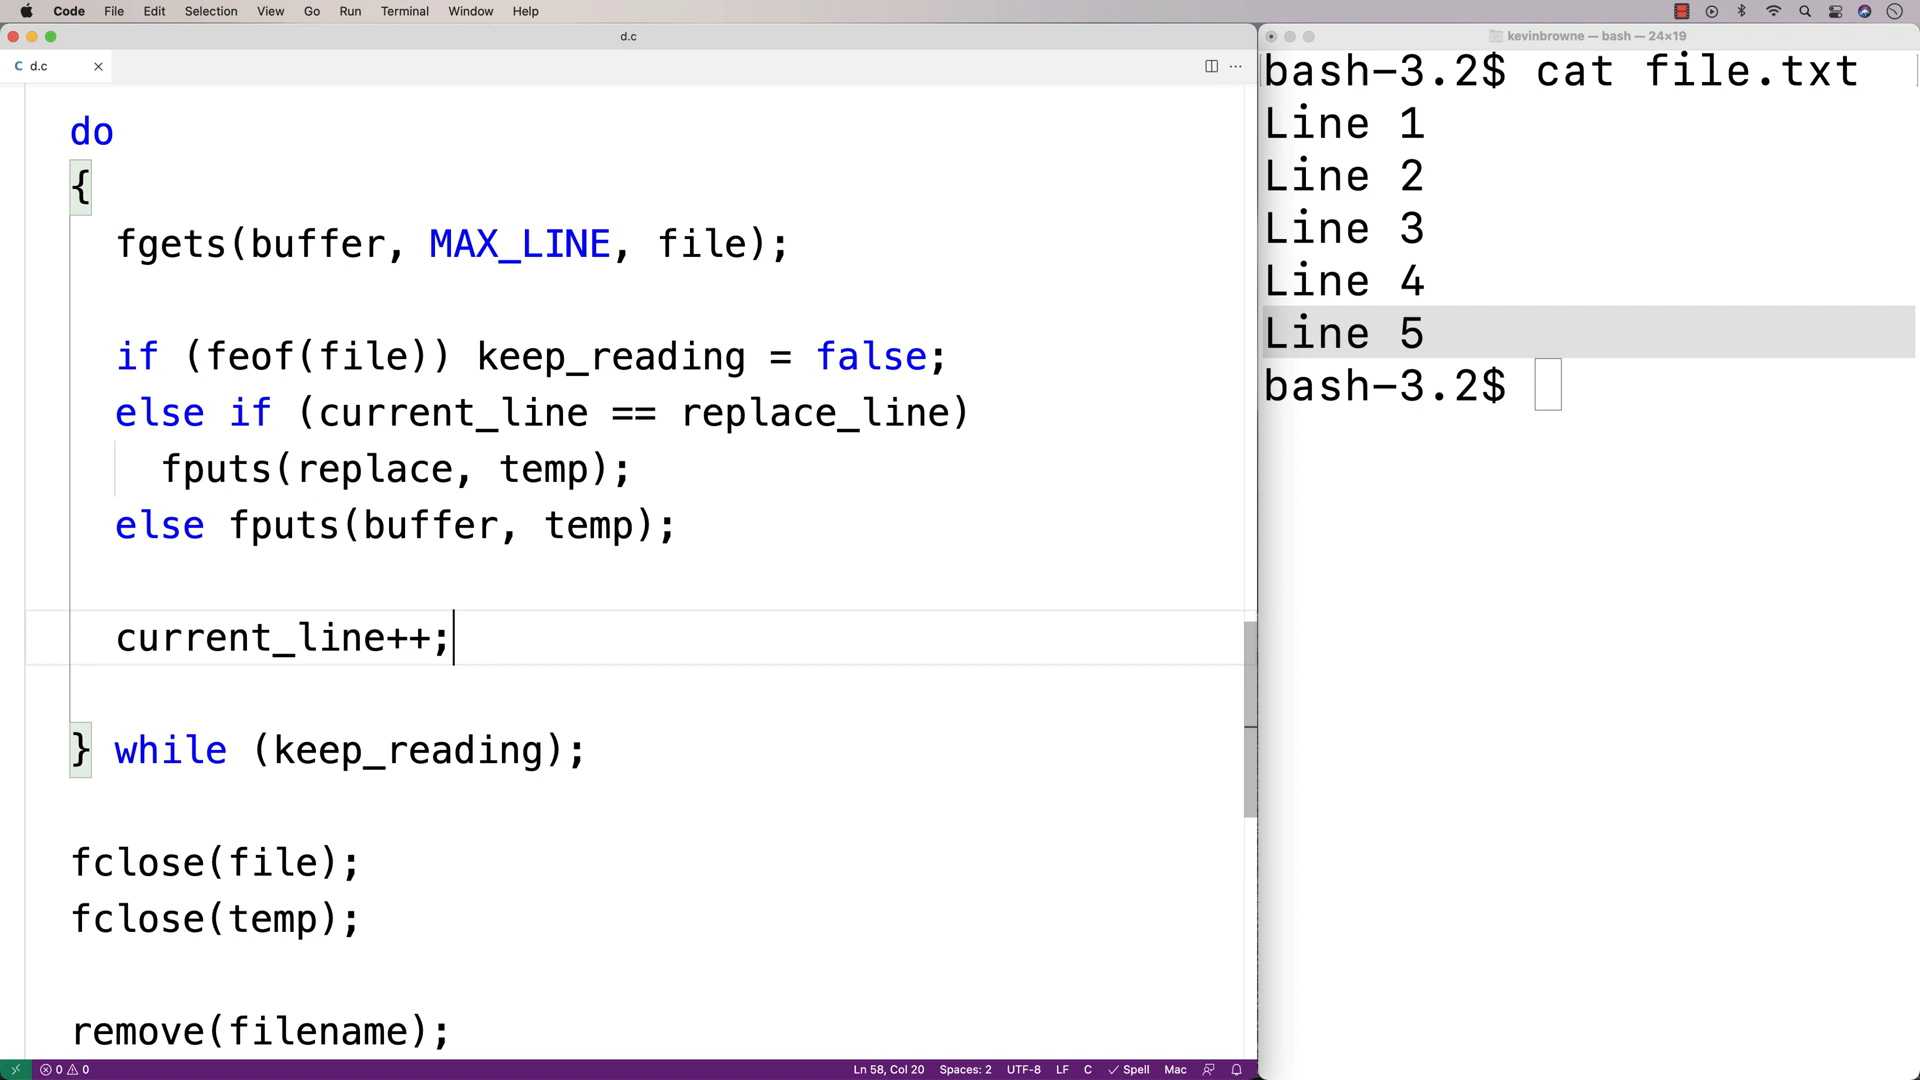 Code File Edit Selection View Go Run Terminal Window Help
d.c
C d.c
do
{
fgets(buffer, MAX_LINE, file);
if (feof(file)) keep_reading = false;
else if (current_line == replace_line)
fputs(replace, temp);
else fputs(buffer, temp);
current_line++;
} while (keep_reading);
fclose(file);
fclose(temp);
remove(filename);
0 0 Ln 58, Col 20 Spaces: 2 UTF-8 LF C Spell Mac
kevinbrowne — bash — 24×19
bash-3.2$ cat file.txt
Line 1
Line 2
Line 3
Line 4
Line 5
bash-3.2$